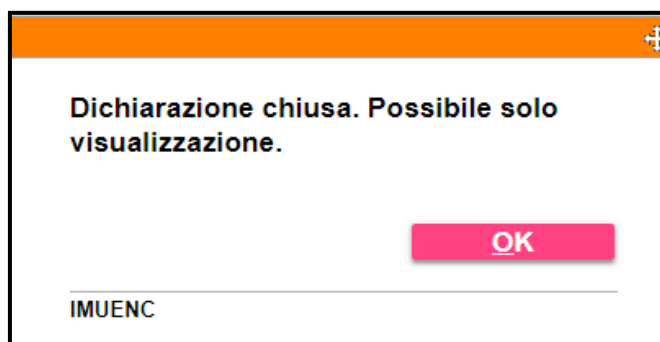 Dichiarazione chiusa. Possibile solo
visualizzazione.
OK
IMUENC